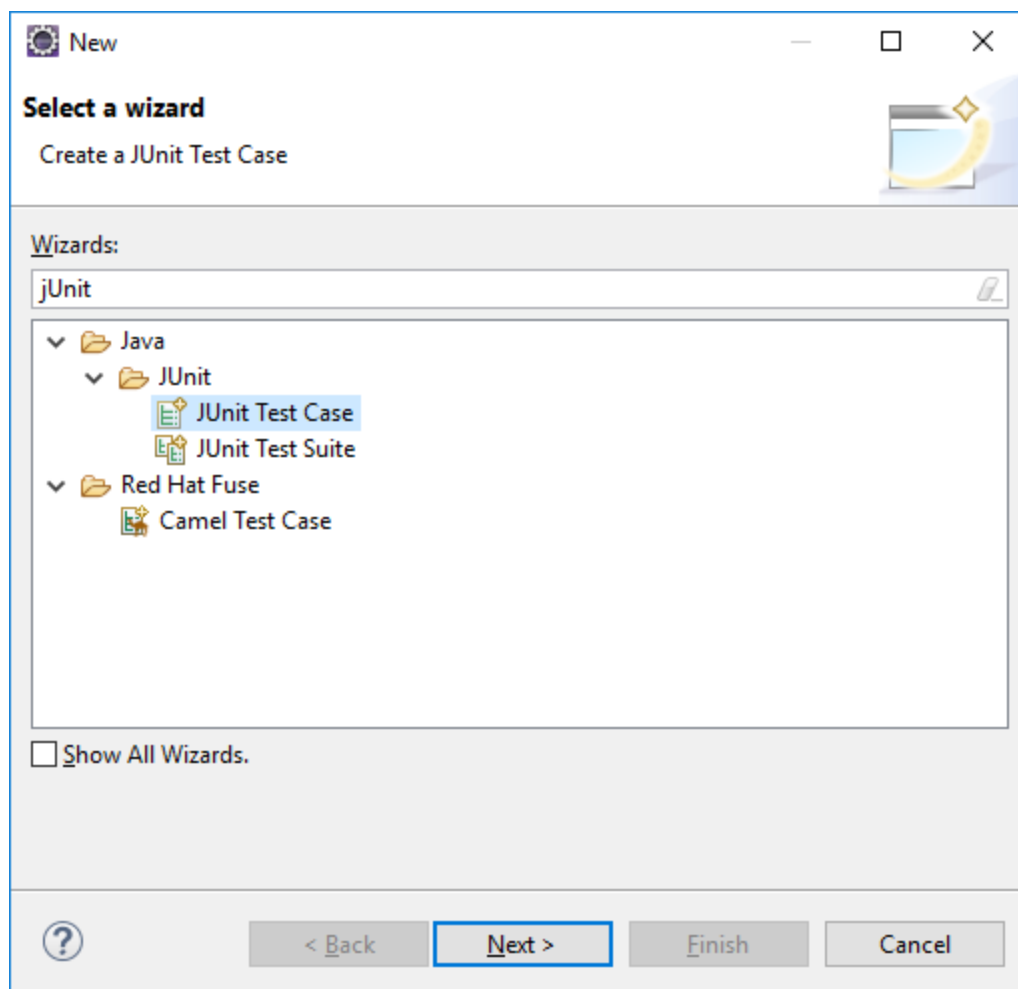 New
Select a wizard
Create a JUnit Test Case
Wizards:
jUnit
Java
JUnit
JUnit Test Case
JUnit Test Suite
Red Hat Fuse
Camel Test Case
Show All Wizards.
? < Back Next > Finish Cancel